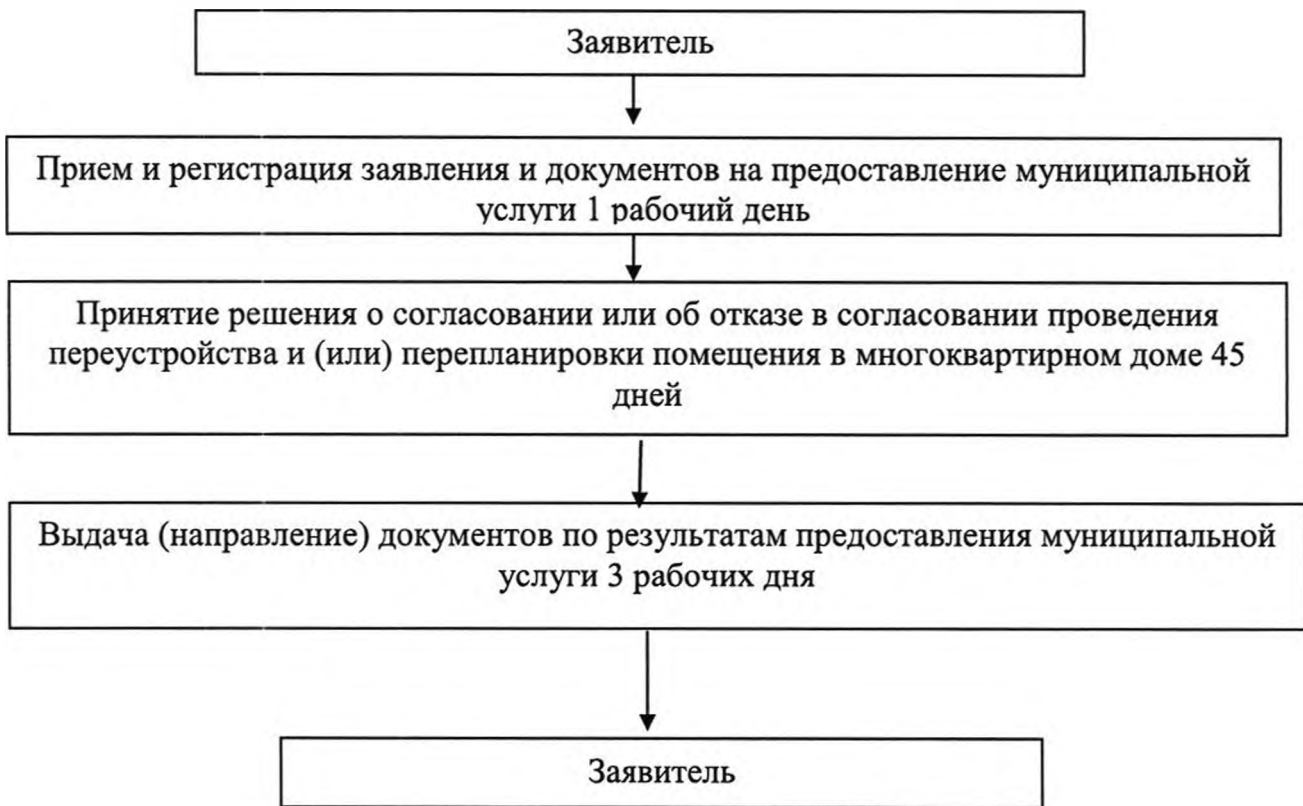 Заявитель
Прием и регистрация заявления и документов на предоставление муниципальной
услуги 1 рабочий день
Принятие решения о согласовании или об отказе в согласовании проведения
переустройства и (или) перепланировки помещения в многоквартирном доме 45
дней
Выдача (направление) документов по результатам предоставления муниципальной
услуги 3 рабочих дня
Заявитель